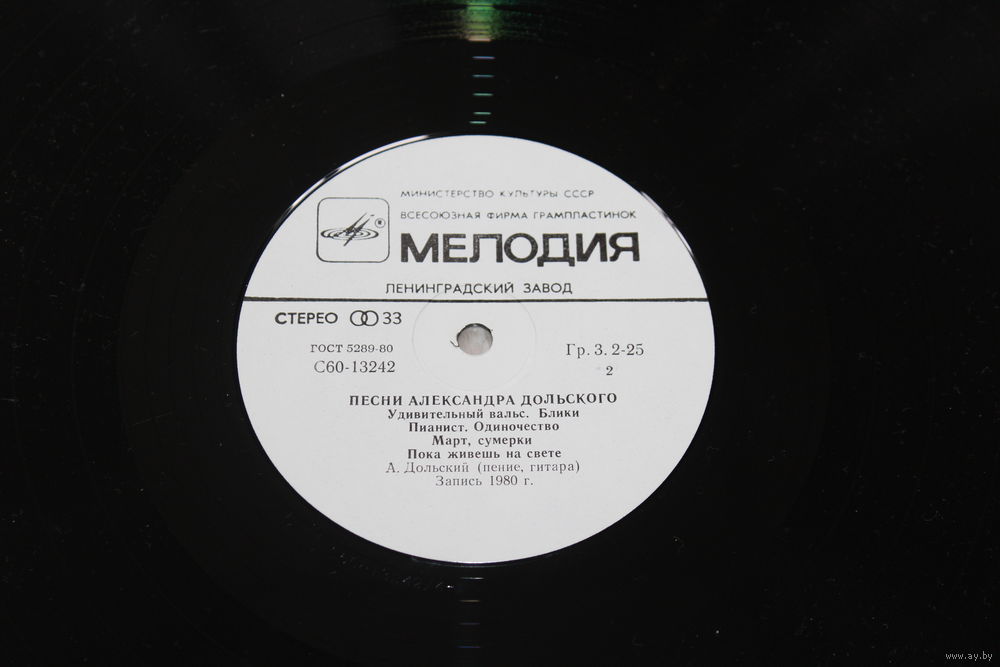 МИНИСТЕРСТВО КУЛЬТУРЫ СССР
ВСЕСОЮЗНАЯ ФИРМА ГРАМПЛАСТИНОК
МЕЛОДИЯ
ЛЕНИНГРАДСКИЙ ЗАВОД
СТЕРЕО 33
ГОСТ 5289-80
С60-13242
Гр. 3. 2-25
2
ПЕСНИ АЛЕКСАНДРА ДОЛЬСКОГО
Удивительный вальс. Блики
Пианист. Одиночество
Март, сумерки
Пока живешь на свете
А. Дольский (пение, гитара)
Запись 1980 г.
www.ay.by